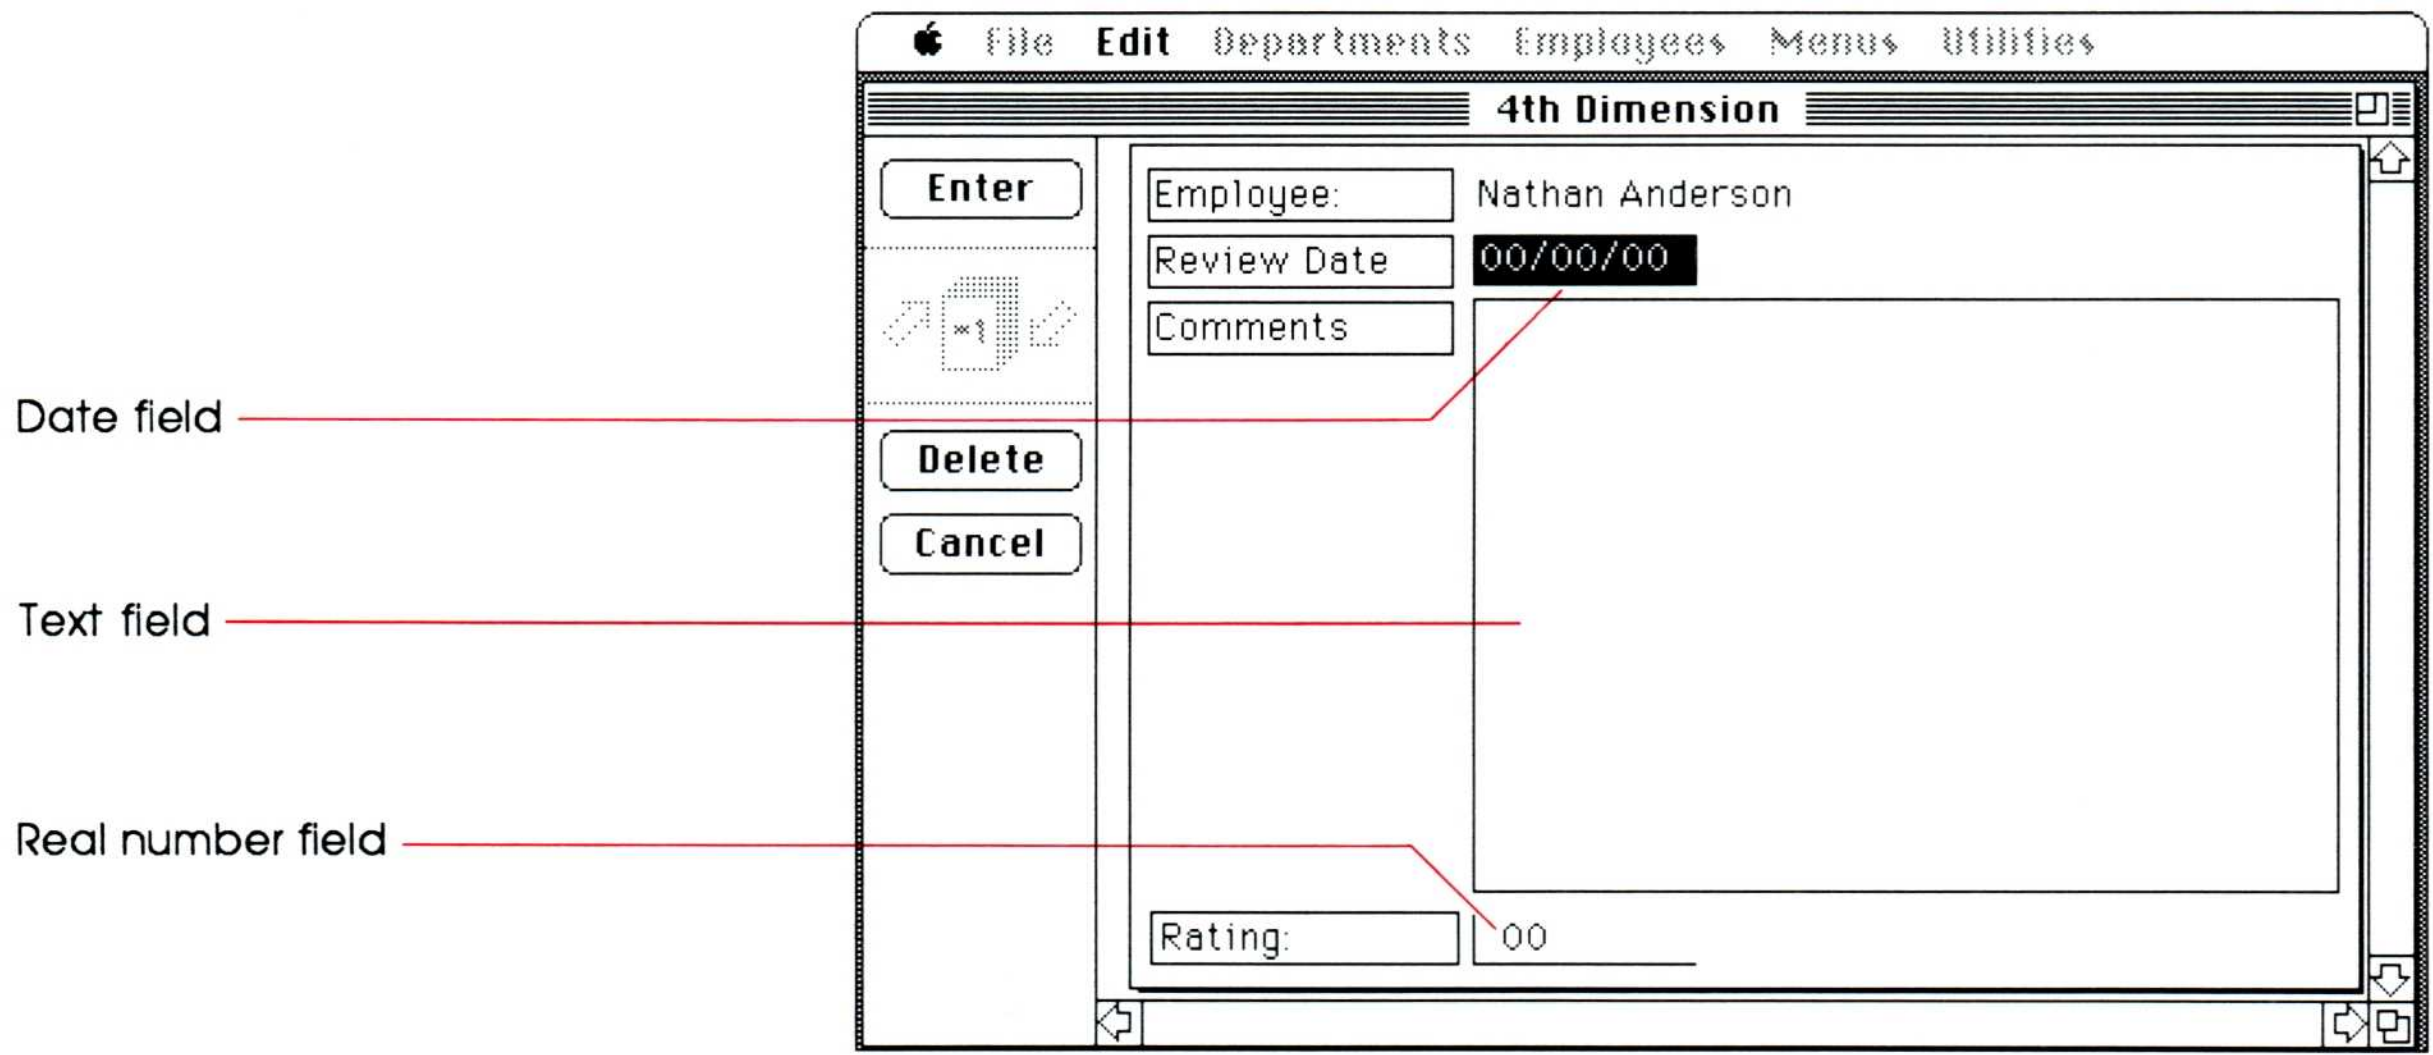 File Edit Departments Employees Menus Utilities
4th Dimension
Enter
Employee: Nathan Anderson
Review Date 00/00/00
Comments
Date field
Delete
Cancel
Text field
Real number field
Rating: 00